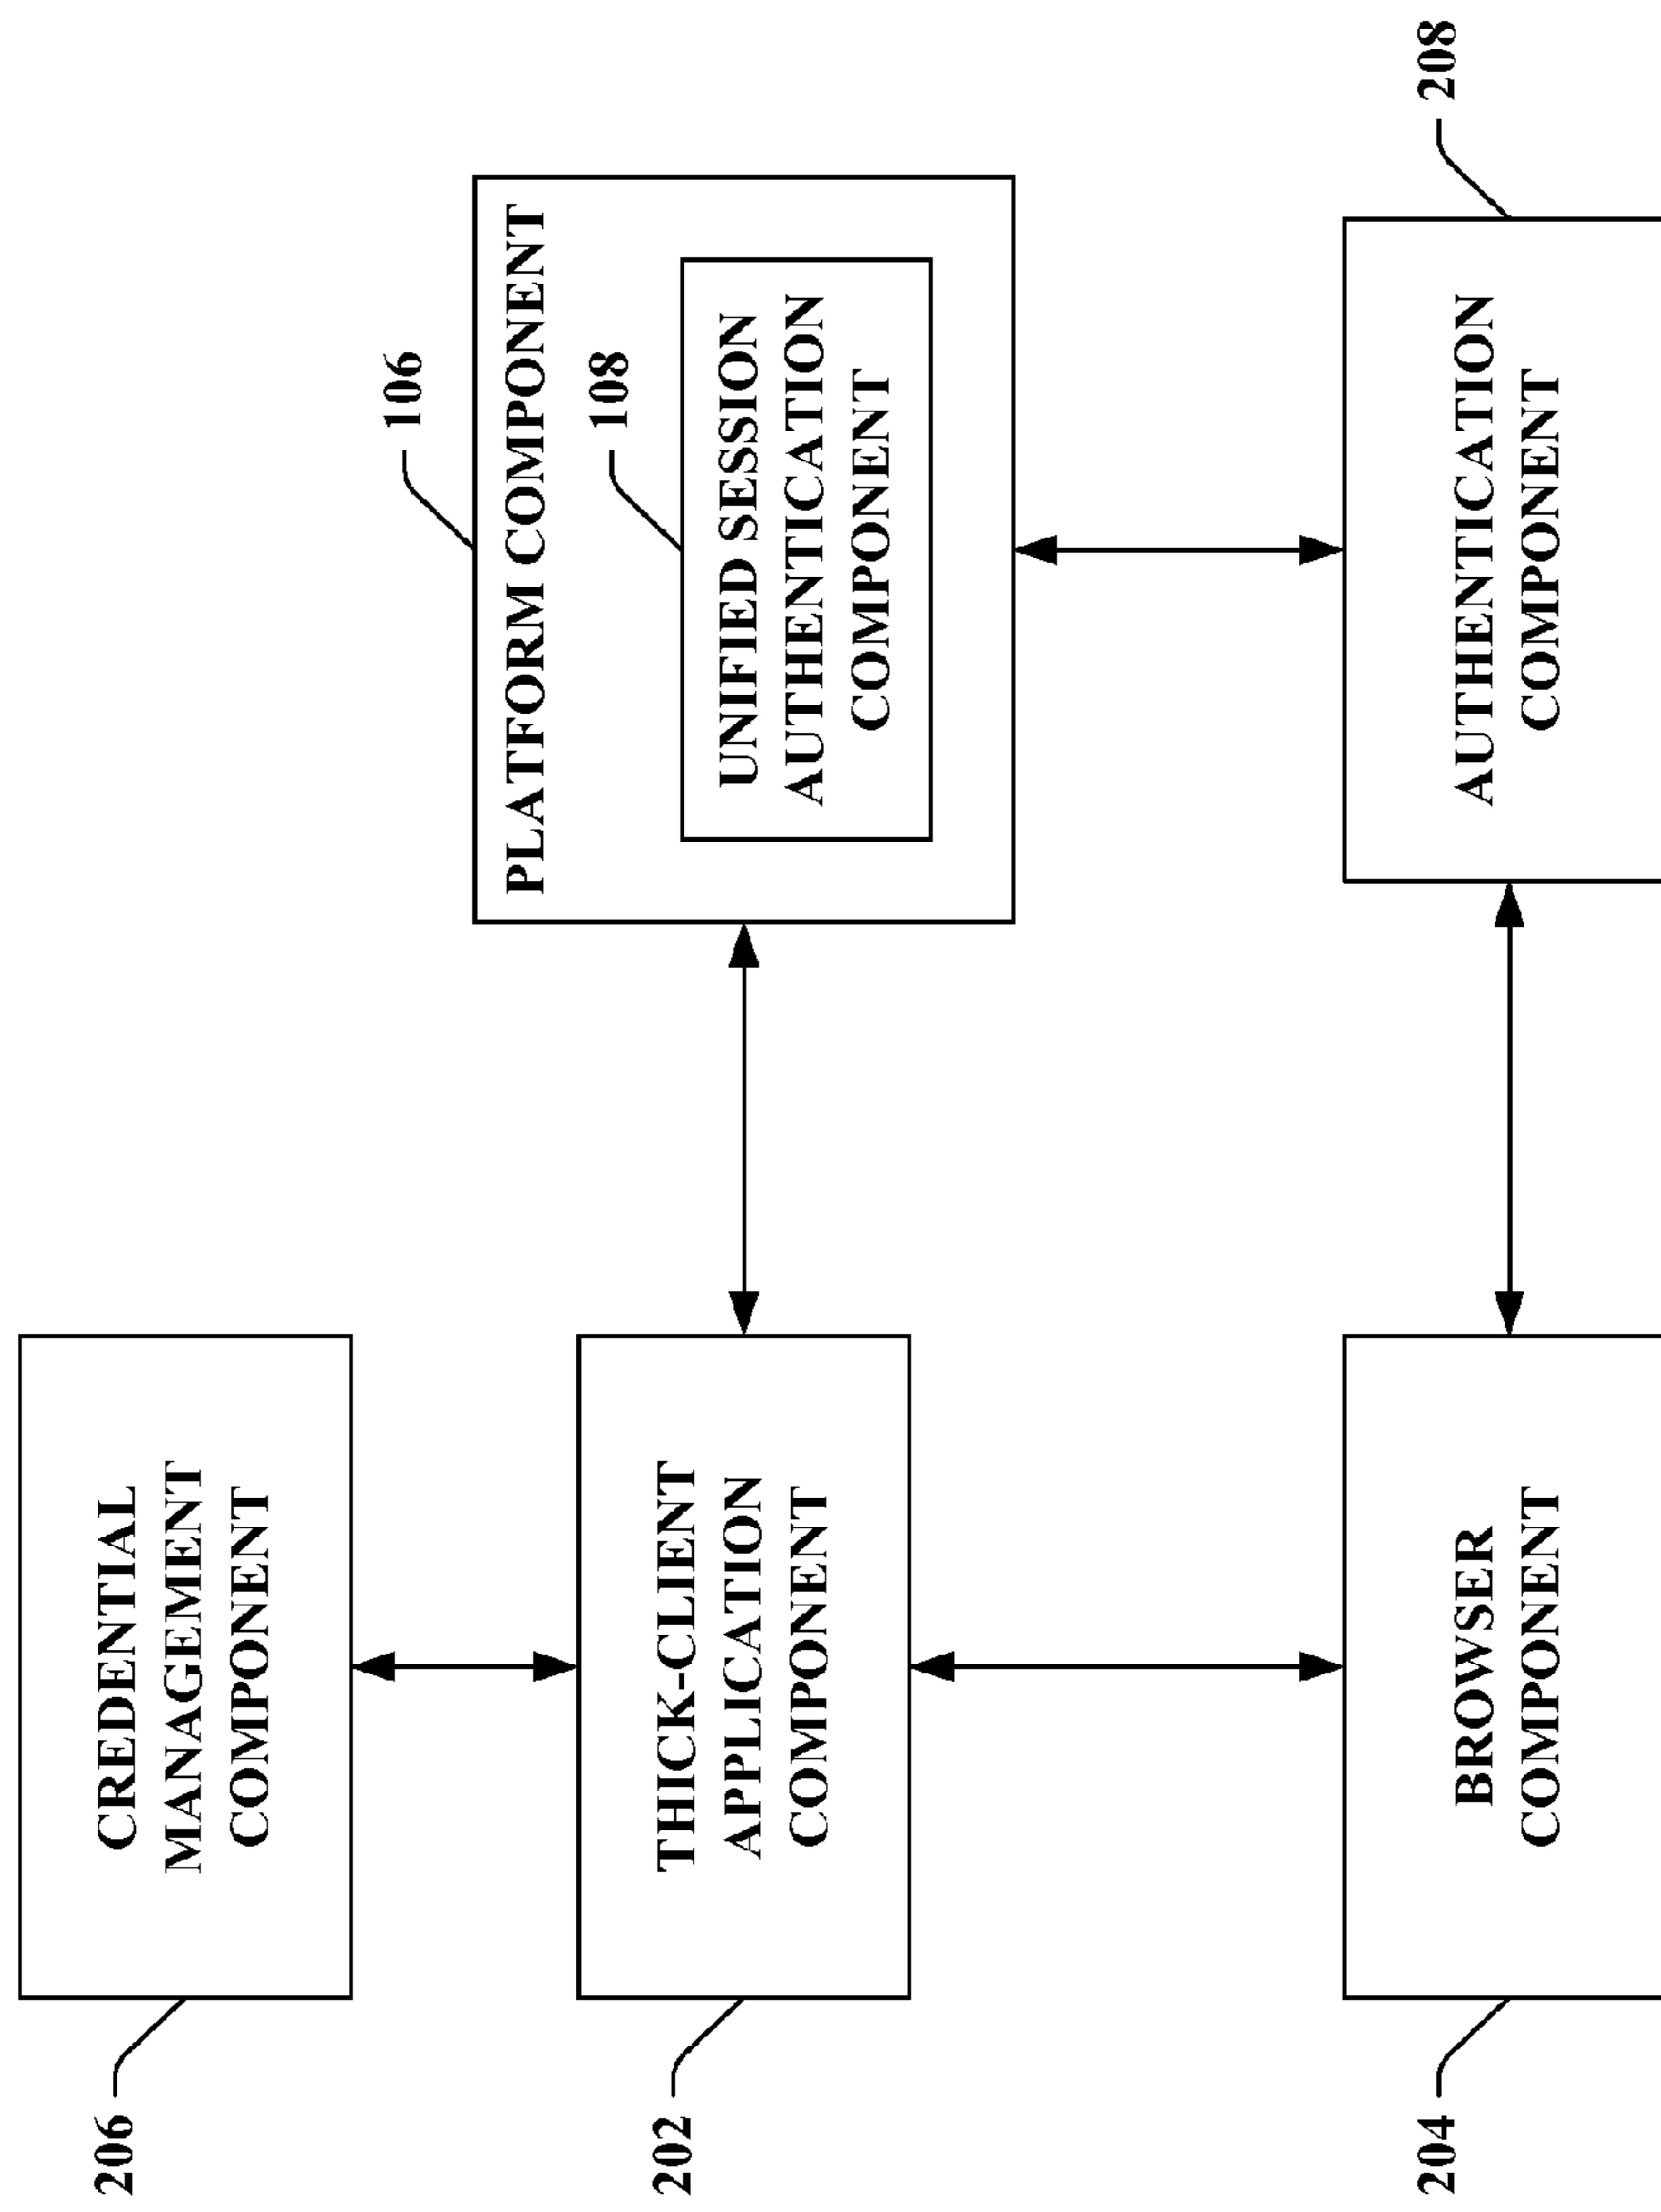 206
CREDENTIAL
MANAGEMENT
COMPONENT
106
PLATFORM COMPONENT
108
UNIFIED SESSION
AUTHENTICATION
COMPONENT
202
THICK-CLIENT
APPLICATION
COMPONENT
204
BROWSER
COMPONENT
208
AUTHENTICATION
COMPONENT